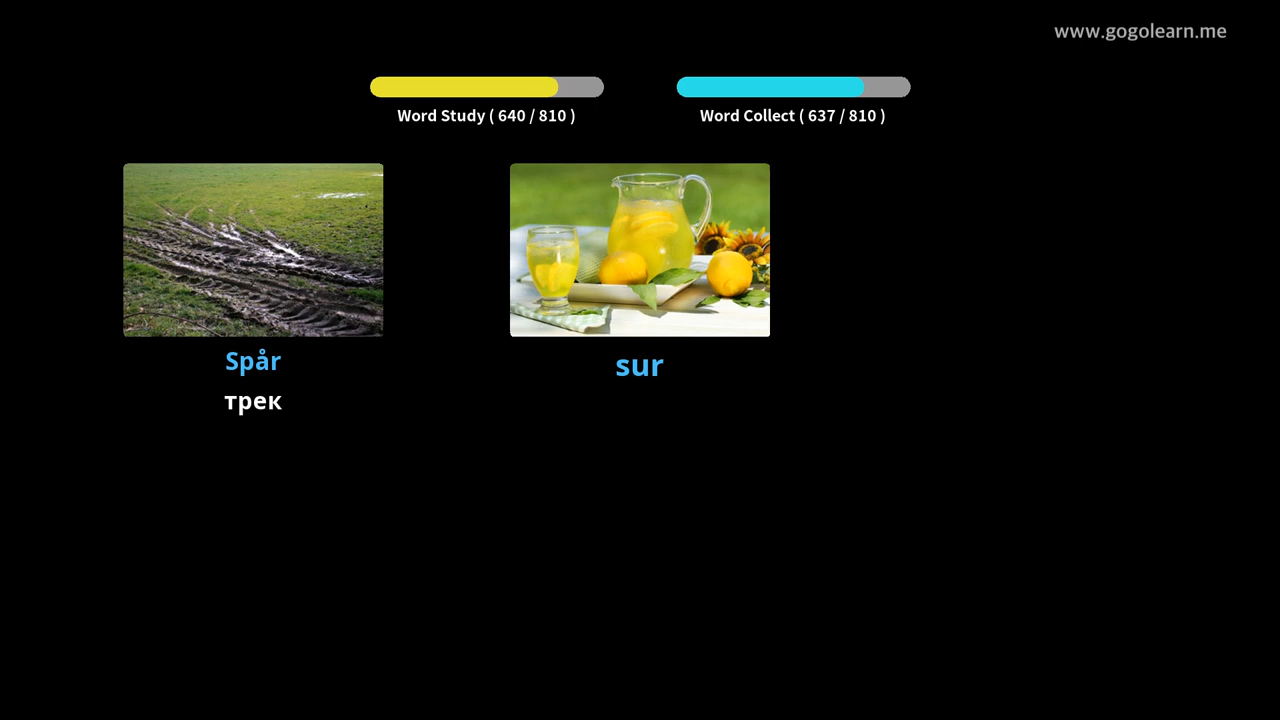 www.gogolearn.me
Word Study ( 640 / 810 )
Word Collect ( 637 / 810 )
Spår
трек
sur